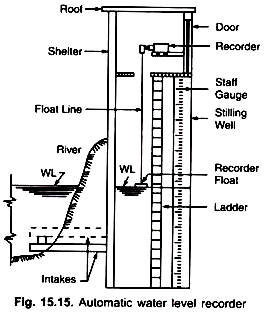 Roof
Door
Shelter
Recorder
Staff
Gauge
Float Line
Stilling
Well
River
WL
WL
Recorder
Float
Ladder
Intakes
Fig. 15.15. Automatic water level recorder